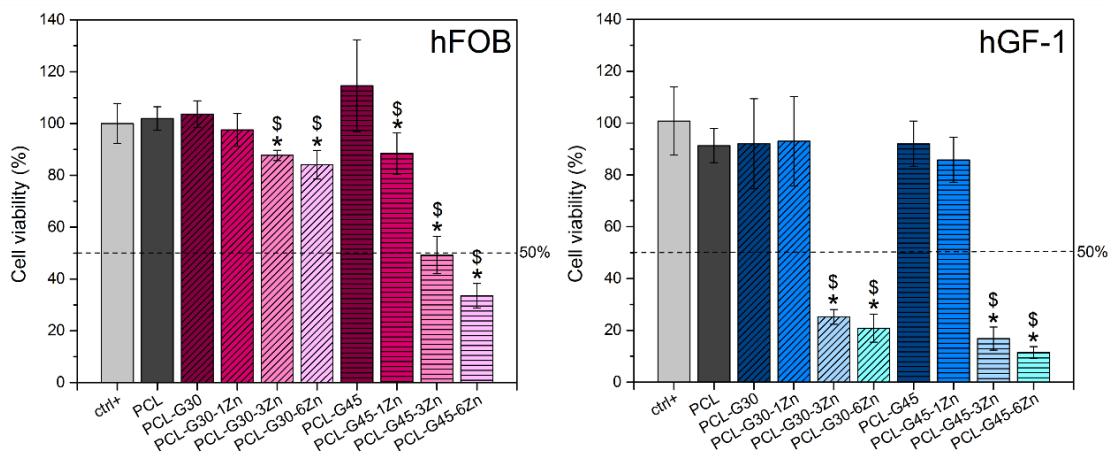 hFOB
Cell viability (%)
140
120
100
80
60
40
20
0
50%
$
*
$
*
$
*
$
*
$
*
ctrl+
PCL
PCL-G30
PCL-G30-1Zn
PCL-G30-3Zn
PCL-G30-6Zn
PCL-G45
PCL-G45-1Zn
PCL-G45-3Zn
PCL-G45-6Zn
hGF-1
Cell viability (%)
140
120
100
80
60
40
20
0
50%
$
*
$
*
$
*
$
*
ctrl+
PCL
PCL-G30
PCL-G30-1Zn
PCL-G30-3Zn
PCL-G30-6Zn
PCL-G45
PCL-G45-1Zn
PCL-G45-3Zn
PCL-G45-6Zn